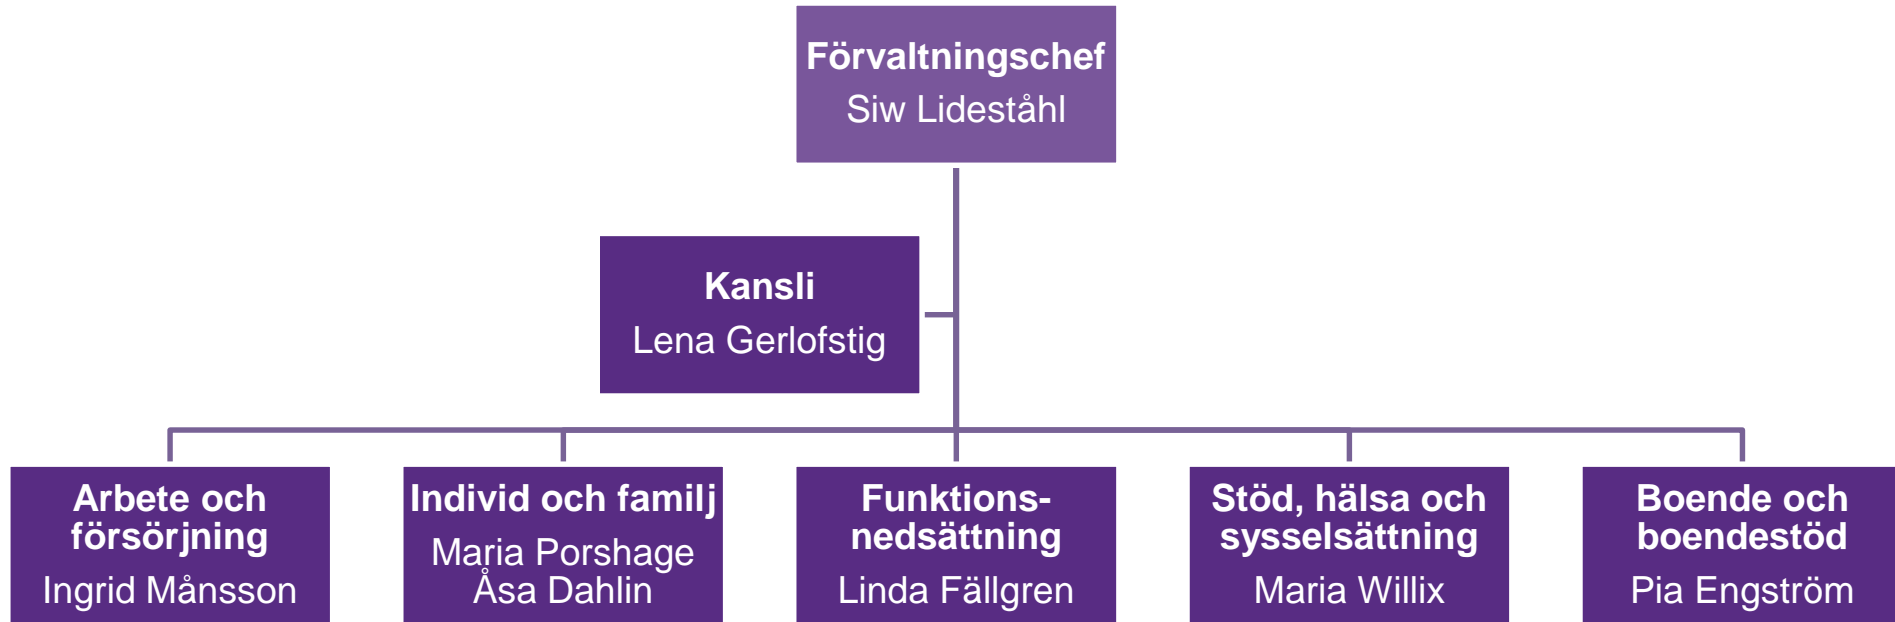 Förvaltningschef
Siw Lideståhl
Kansli
Lena Gerlofstig
Arbete och
försörjning
Ingrid Månsson
Individ och familj
Maria Porshage
Åsa Dahlin
Funktions-
nedsättning
Linda Fällgren
Stöd, hälsa och
sysselsättning
Maria Willix
Boende och
boendestöd
Pia Engström